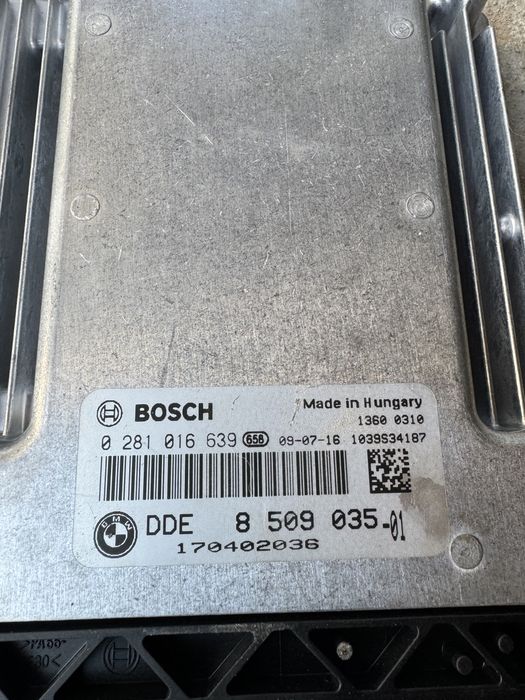 BOSCH Made in Hungary
1360 0310
0 281 016 639 658 09-07-16 1039S34187
BMW DDE 8 509 035-01
170402036